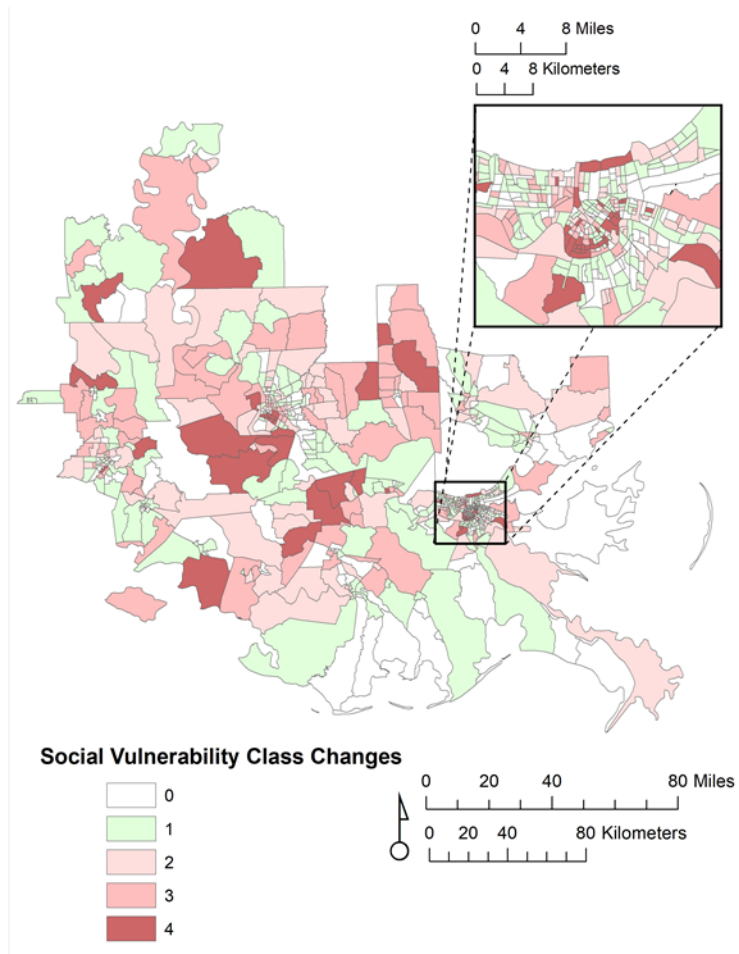 0 4 8 Miles
0 4 8 Kilometers
Social Vulnerability Class Changes
0
1
2
3
4
0 20 40 80 Miles
0 20 40 80 Kilometers